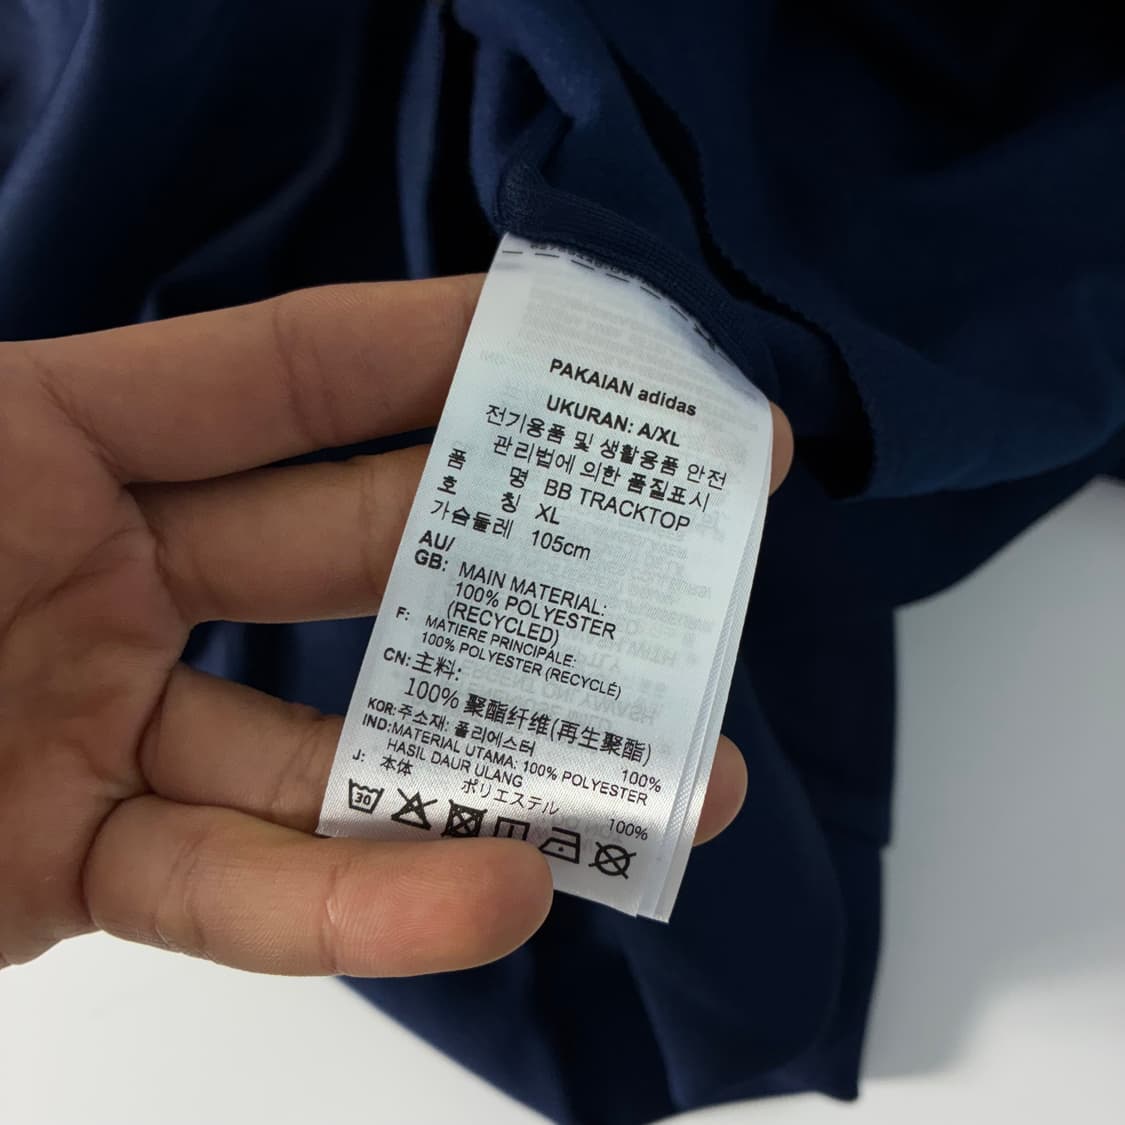 PAKAIAN adidas
UKURAN: A/XL
전기용품 및 생활용품 안전
관리법에 의한 품질표시
품 명 BB TRACKTOP
호 칭 XL
가슴둘레 105cm
AU/
GB: MAIN MATERIAL:
100% POLYESTER
(RECYCLED)
F: MATIERE PRINCIPALE:
100% POLYESTER (RECYCLÉ)
CN: 主料:
100% 聚酯纤维(再生聚酯)
KOR: 주소재: 폴리에스터 100%
IND: MATERIAL UTAMA: 100% POLYESTER
HASIL DAUR ULANG
J: 本体 ポリエステル 100%
30